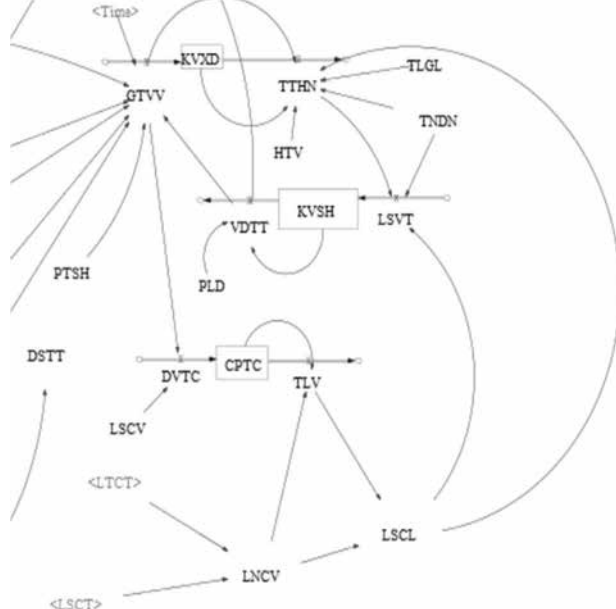 <Time>
KVXD
TLGL
TTHN
GTVV
TNDN
HTV
KVSH
LSVT
VDTT
PTSH
PLD
DSTT
CPTC
DVTC
TLV
LSCV
<LTCT>
LSCL
LNCV
<LSCT>